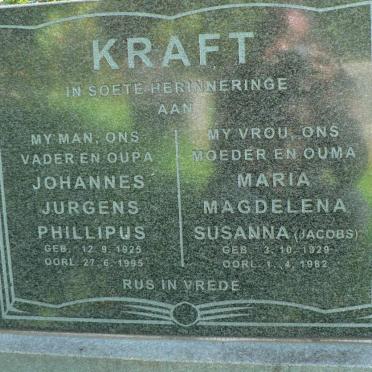 KRAFT
IN SOETE HERINNERINGE
AAN
MY MAN, ONS
VADER EN OUPA
JOHANNES
JURGENS
PHILLIPUS
GEB. 12.9.1925
OORL. 27.6.1995
MY VROU, ONS
MOEDER EN OUMA
MARIA
MAGDELENA
SUSANNA (JACOBS)
GEB. 3.10.1929
OORL. 1.4.1982
RUS IN VREDE